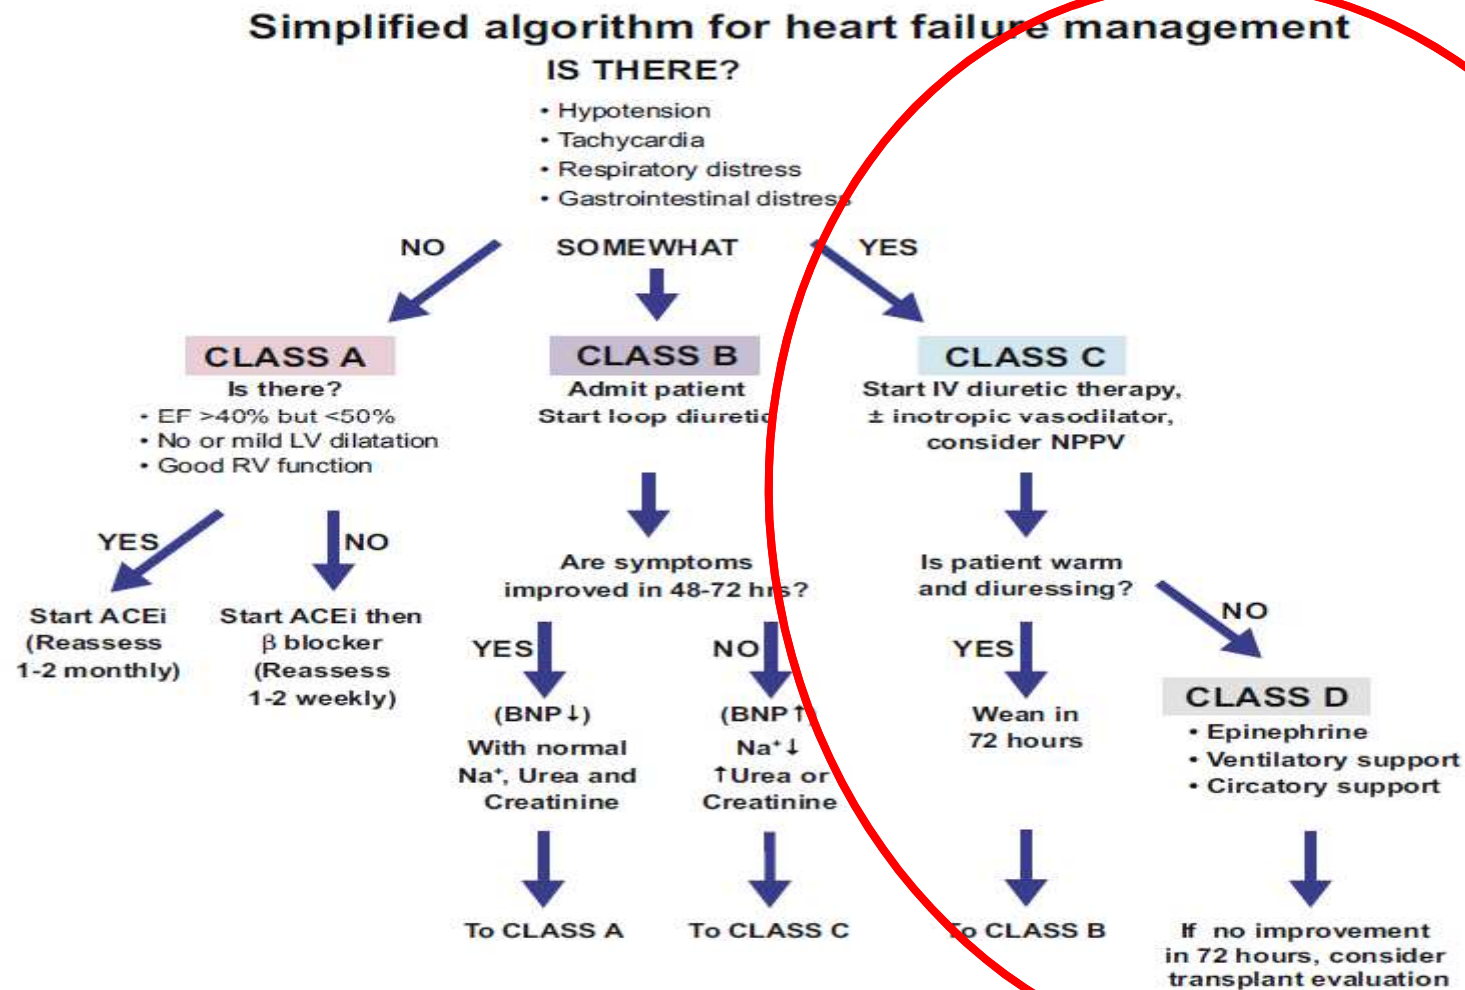 Simplified algorithm for heart failure management
IS THERE?
• Hypotension
• Tachycardia
• Respiratory distress
• Gastrointestinal distress
NO
SOMEWHAT
YES
CLASS A
Is there?
• EF >40% but <50%
• No or mild LV dilatation
• Good RV function
YES
NO
Start ACEi
(Reassess
1-2 monthly)
Start ACEi then
β blocker
(Reassess
1-2 weekly)
CLASS B
Admit patient
Start loop diuretic
Are symptoms
improved in 48-72 hrs?
YES
NO
(BNP↓)
With normal
Na⁺, Urea and
Creatinine
To CLASS A
(BNP↑)
Na⁺↓
↑Urea or
Creatinine
To CLASS C
CLASS C
Start IV diuretic therapy,
± inotropic vasodilator,
consider NPPV
Is patient warm
and diuressing?
YES
NO
Wean in
72 hours
To CLASS B
CLASS D
• Epinephrine
• Ventilatory support
• Circatory support
If no improvement
in 72 hours, consider
transplant evaluation